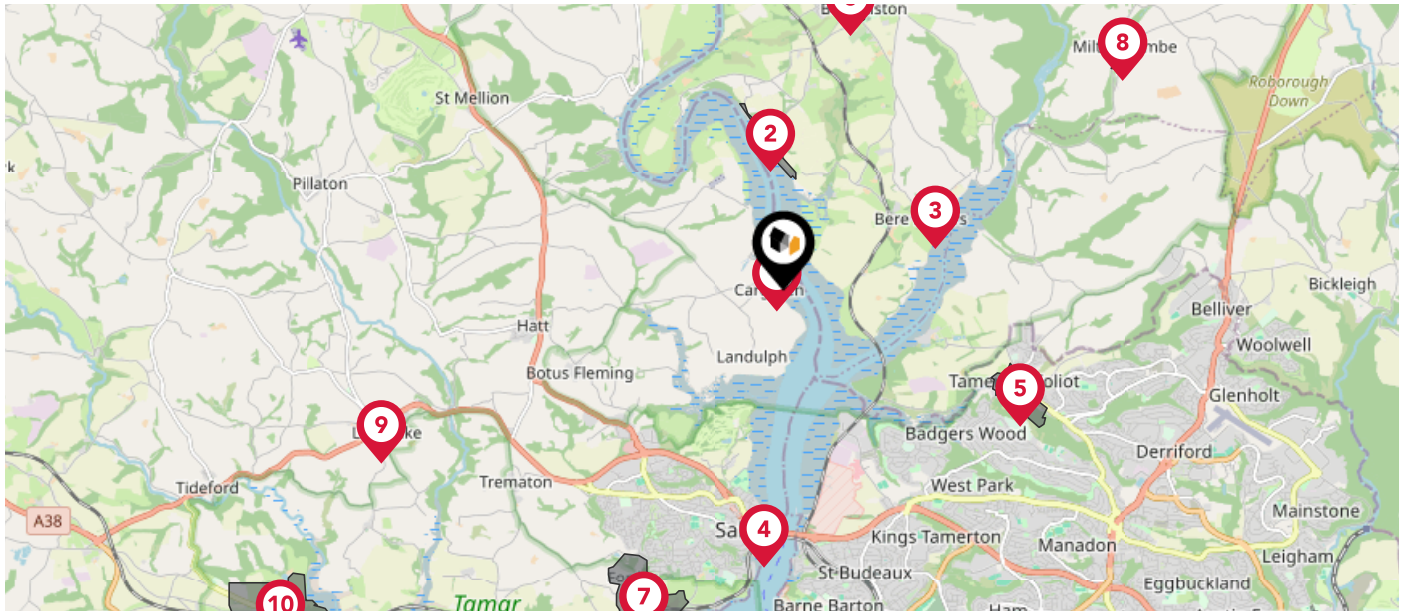 8
Roborough
Down
St Mellion
2
Pillaton
3
Bickleigh
Belliver
Hatt
Woolwell
Landulph
Botus Fleming
5
Glenholt
9
Badgers Wood
Derriford
Tideford
Trematon
West Park
A38
Mainstone
4
Kings Tamerton
Manadon
Leigham
St Budeaux
Eggbuckland
10
7
Tamar
Barne Barton
Ham